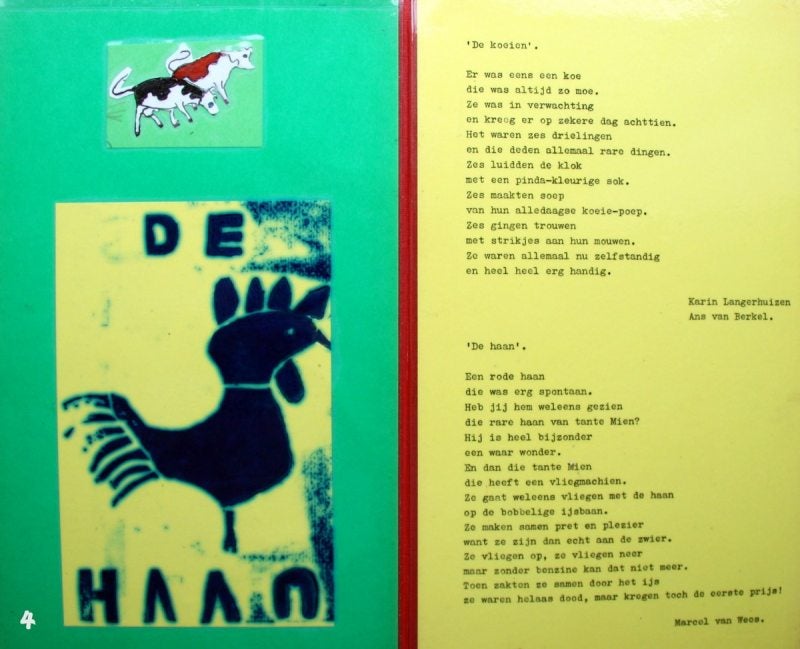 DE
HAAN
4
'De koeien'.
Er was eens een koe
die was altijd zo moe.
Ze was in verwachting
en kreeg er op zekere dag achttien.
Het waren zes drielingen
en die deden allemaal rare dingen.
Zes luidden de klok
met een pinda-kleurige sok.
Zes maakten soep
van hun alledaagse koeie-poep.
Zes gingen trouwen
met strikjes aan hun mouwen.
Ze waren allemaal nu zelfstandig
en heel heel erg handig.
Karin Langerhuizen
Ans van Berkel.
'De haan'.
Een rode haan
die was erg spontaan.
Heb jij hem weleens gezien
die rare haan van tante Mien?
Hij is heel bijzonder
een waar wonder.
En dan die tante Mien
die heeft een vliegmachien.
Ze gaat weleens vliegen met de haan
op de bobbelige ijsbaan.
Ze maken samen pret en plezier
want ze zijn dan echt aan de zwier.
Ze vliegen op, ze vliegen neer
maar zonder benzine kan dat niet meer.
Toen zakten ze samen door het ijs
ze waren helaas dood, maar kregen toch de eerste prijs!
Marcel van Wees.